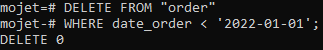 mojet=# DELETE FROM "order"
mojet-# WHERE date_order < '2022-01-01';
DELETE 0